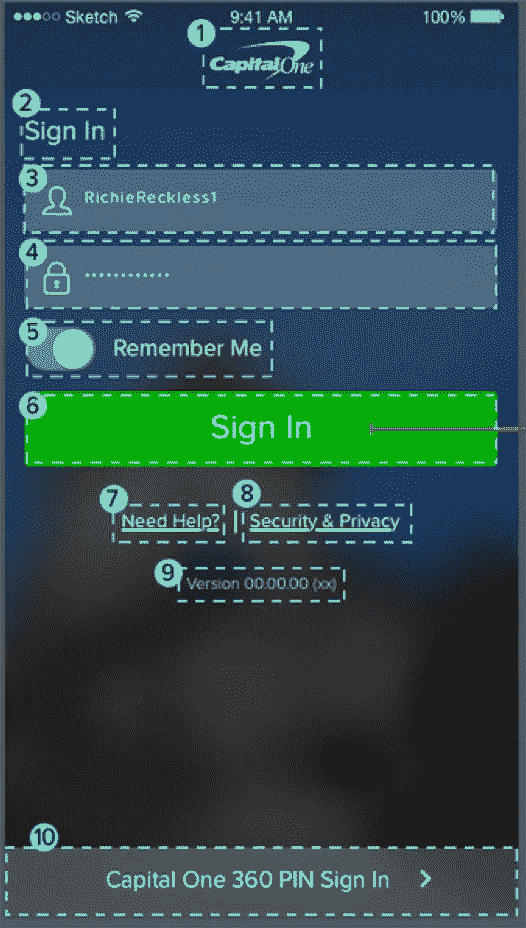 Sketch 9:41 AM 100%
1
Capital One
2
Sign In
3
RichieReckless1
4
••••••••••••
5
Remember Me
6
Sign In
7 8
Need Help? | Security & Privacy
9
Version 00.00.00 (xx)
10
Capital One 360 PIN Sign In >